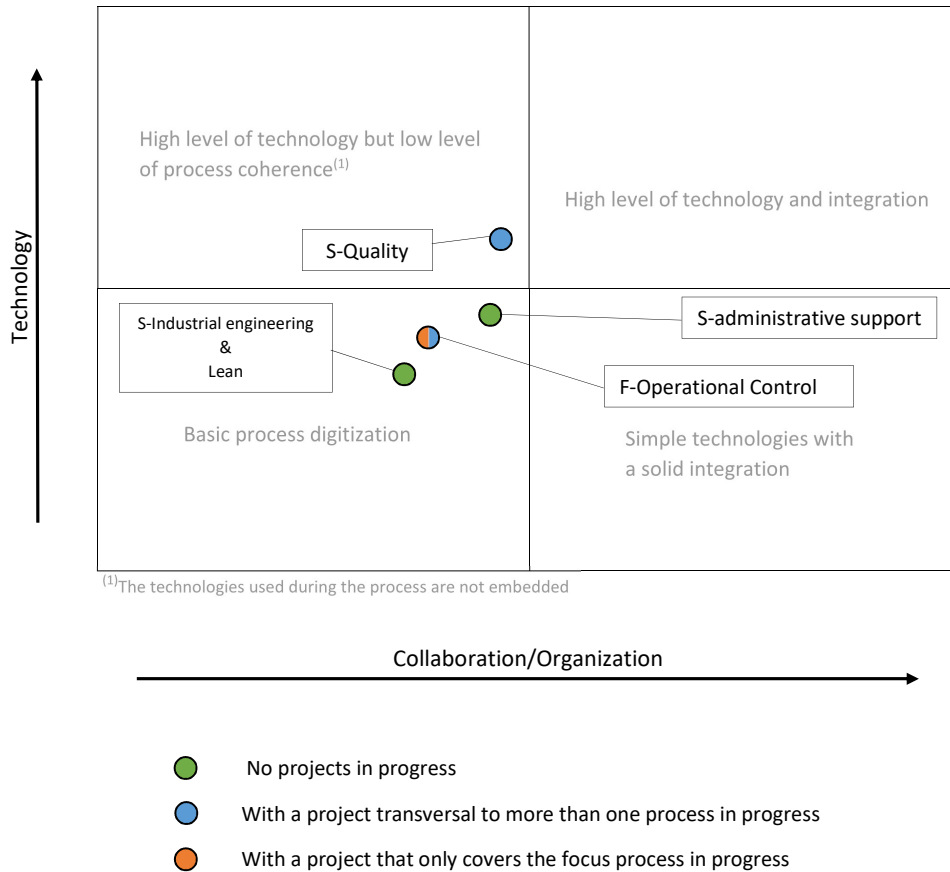 High level of technology but low level
of process coherence(1)
High level of technology and integration
Technology
S-Quality
S-Industrial engineering
&
Lean
S-administrative support
F-Operational Control
Basic process digitization
Simple technologies with
a solid integration
(1)The technologies used during the process are not embedded
Collaboration/Organization
No projects in progress
With a project transversal to more than one process in progress
With a project that only covers the focus process in progress